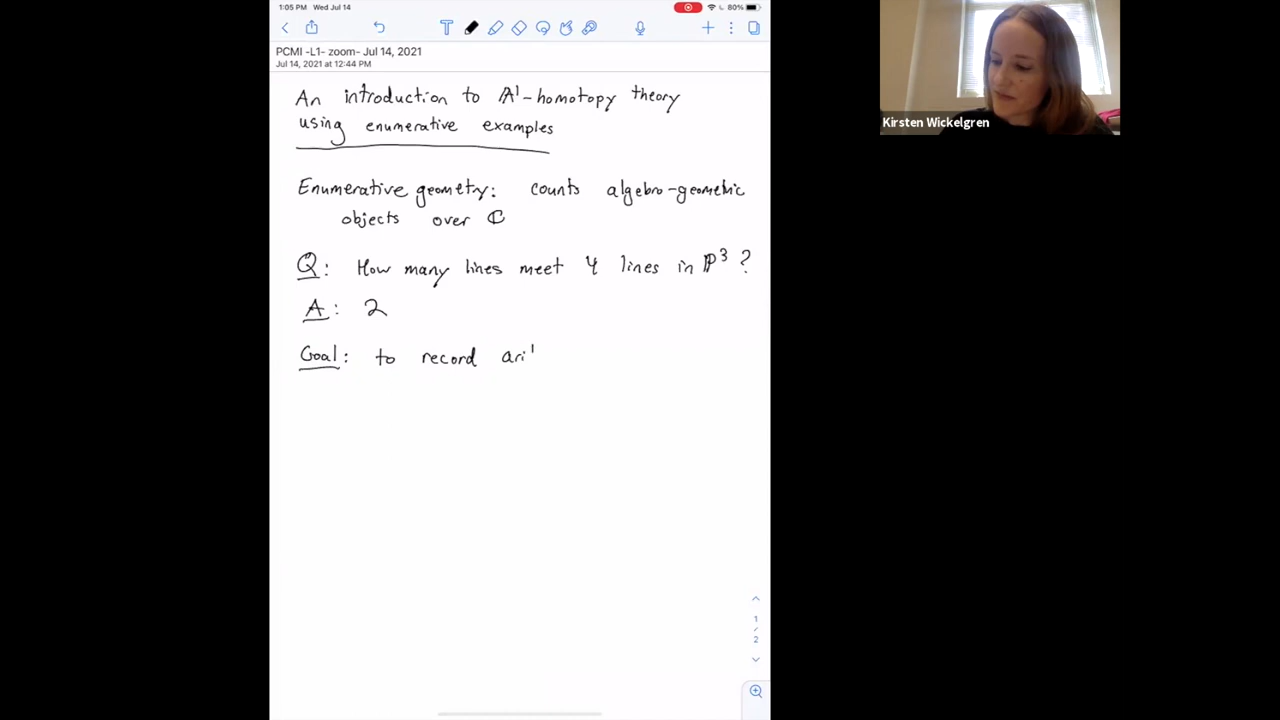 1:05 PM Wed Jul 14
80%
PCMI -L1- zoom- Jul 14, 2021
Jul 14, 2021 at 12:44 PM
An introduction to 𝔸¹-homotopy theory
using enumerative examples
Enumerative geometry: counts algebro-geometric
objects over ℂ
Q: How many lines meet 4 lines in ℙ³ ?
A: 2
Goal: to record
1
2
Kirsten Wickelgren